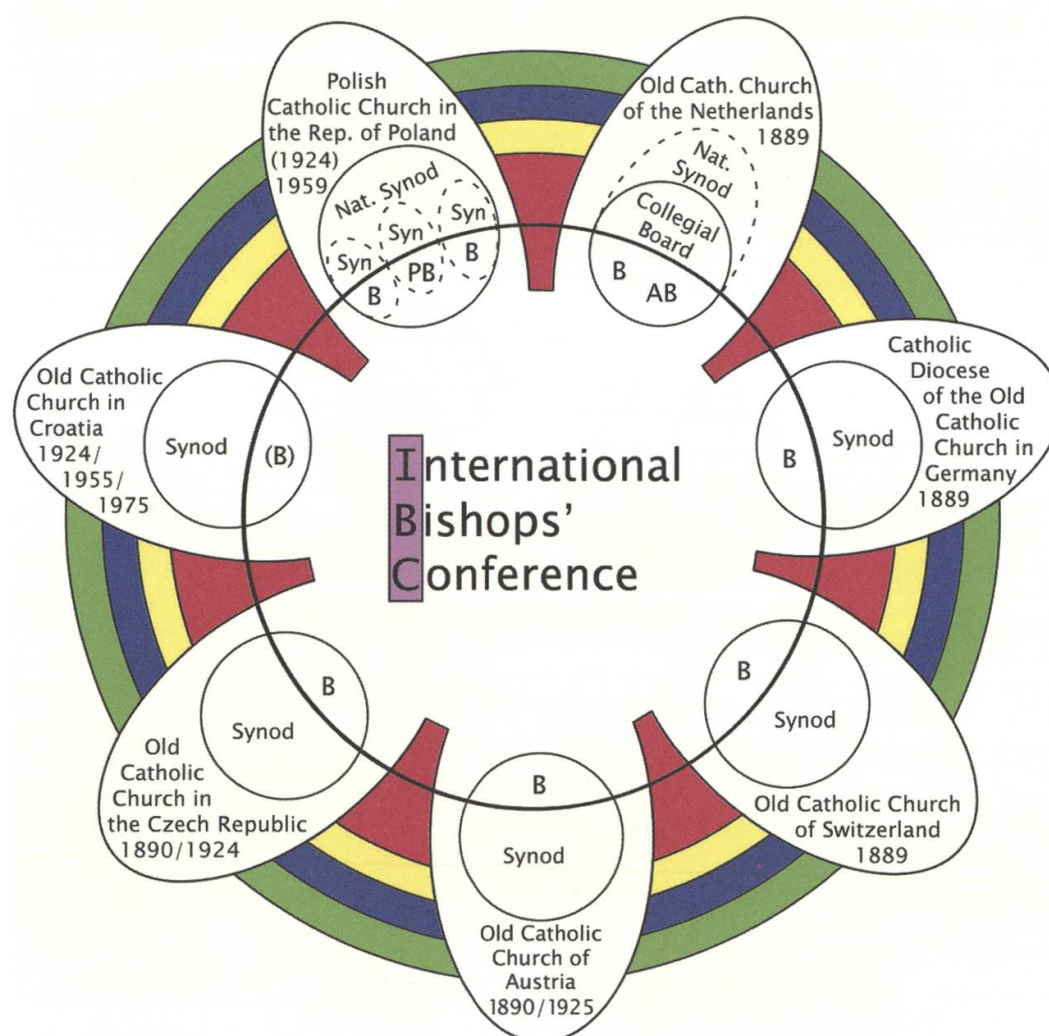 Polish
Catholic Church in
the Rep. of Poland
(1924)
1959
Nat. Synod
Syn
Syn
Syn
B
PB
B
Old Cath. Church
of the Netherlands
1889
Nat.
Synod
Collegial
Board
B
AB
Catholic
Diocese
of the Old
Catholic
Church in
Germany
1889
B
Synod
Old Catholic
Church in
Croatia
1924/
1955/
1975
Synod
(B)
International
Bishops’
Conference
B
Synod
Old
Catholic
Church in
the Czech Republic
1890/1924
B
Synod
Old Catholic Church
of Switzerland
1889
B
Synod
Old Catholic
Church of
Austria
1890/1925